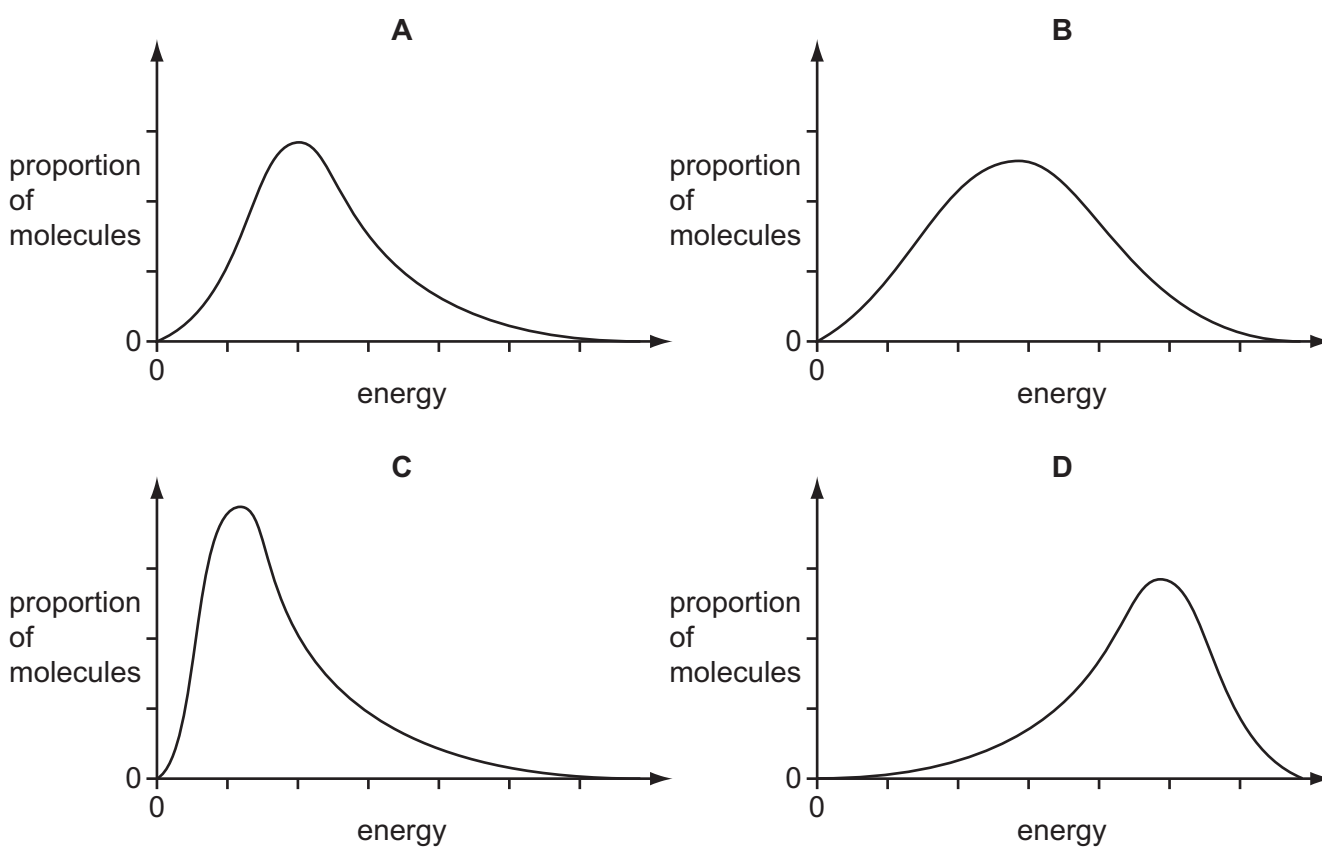 A
proportion
of
molecules
0
0
energy
B
proportion
of
molecules
0
0
energy
C
proportion
of
molecules
0
0
energy
D
proportion
of
molecules
0
0
energy